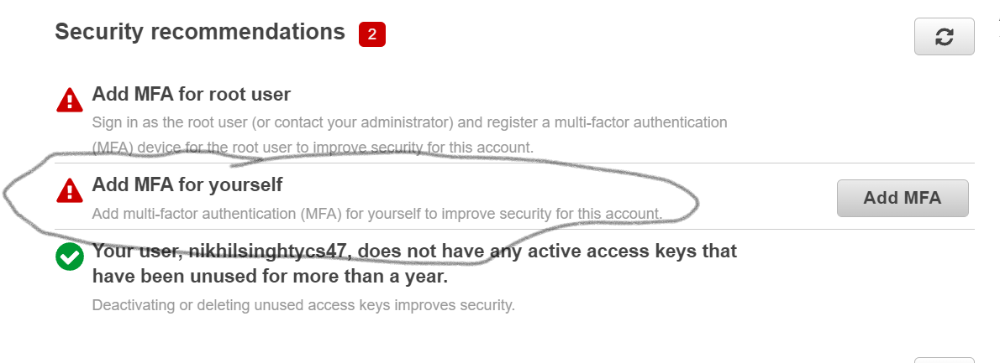 Security recommendations 2
Add MFA for root user
Sign in as the root user (or contact your administrator) and register a multi-factor authentication
(MFA) device for the root user to improve security for this account.
Add MFA for yourself
Add multi-factor authentication (MFA) for yourself to improve security for this account.
Add MFA
Your user, nikhilsinghtycs47, does not have any active access keys that
have been unused for more than a year.
Deactivating or deleting unused access keys improves security.